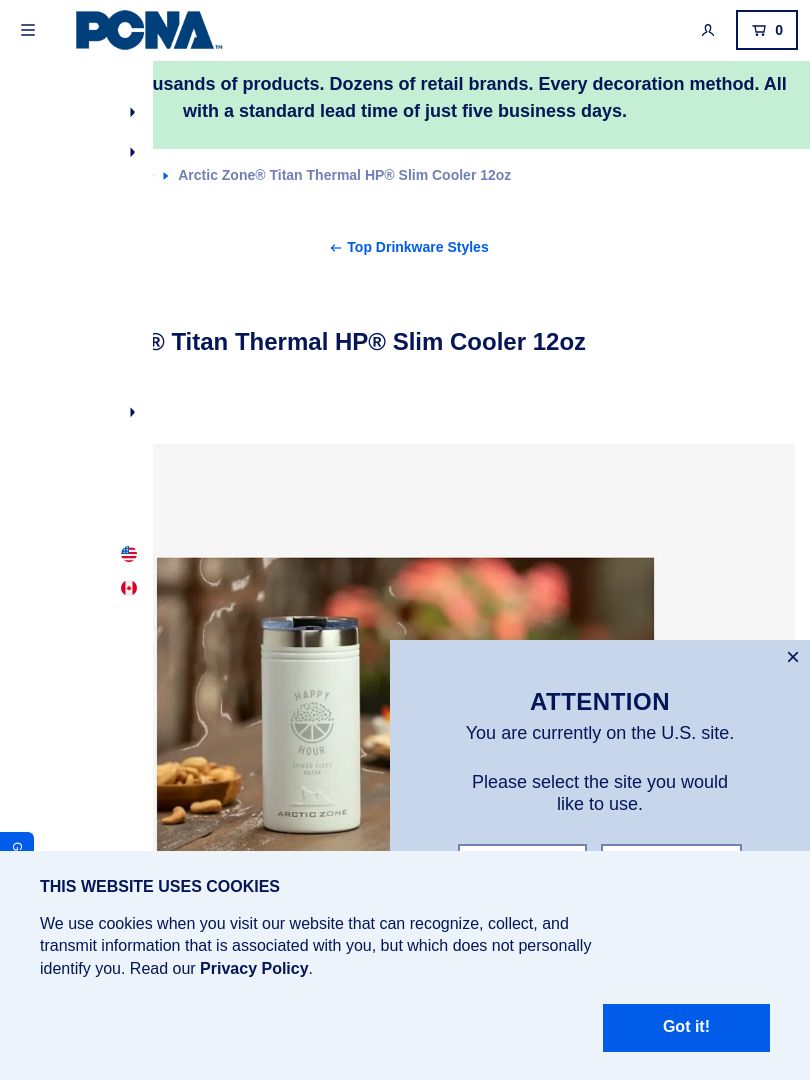 PCNA™
0
usands of products. Dozens of retail brands. Every decoration method. All
with a standard lead time of just five business days.
Arctic Zone® Titan Thermal HP® Slim Cooler 12oz
Top Drinkware Styles
® Titan Thermal HP® Slim Cooler 12oz
HAPPY
HOUR
SPIKED FIZZY
WATER
ARCTIC ZONE
ATTENTION
You are currently on the U.S. site.
Please select the site you would
like to use.
G
THIS WEBSITE USES COOKIES
We use cookies when you visit our website that can recognize, collect, and
transmit information that is associated with you, but which does not personally
identify you. Read our Privacy Policy.
Got it!